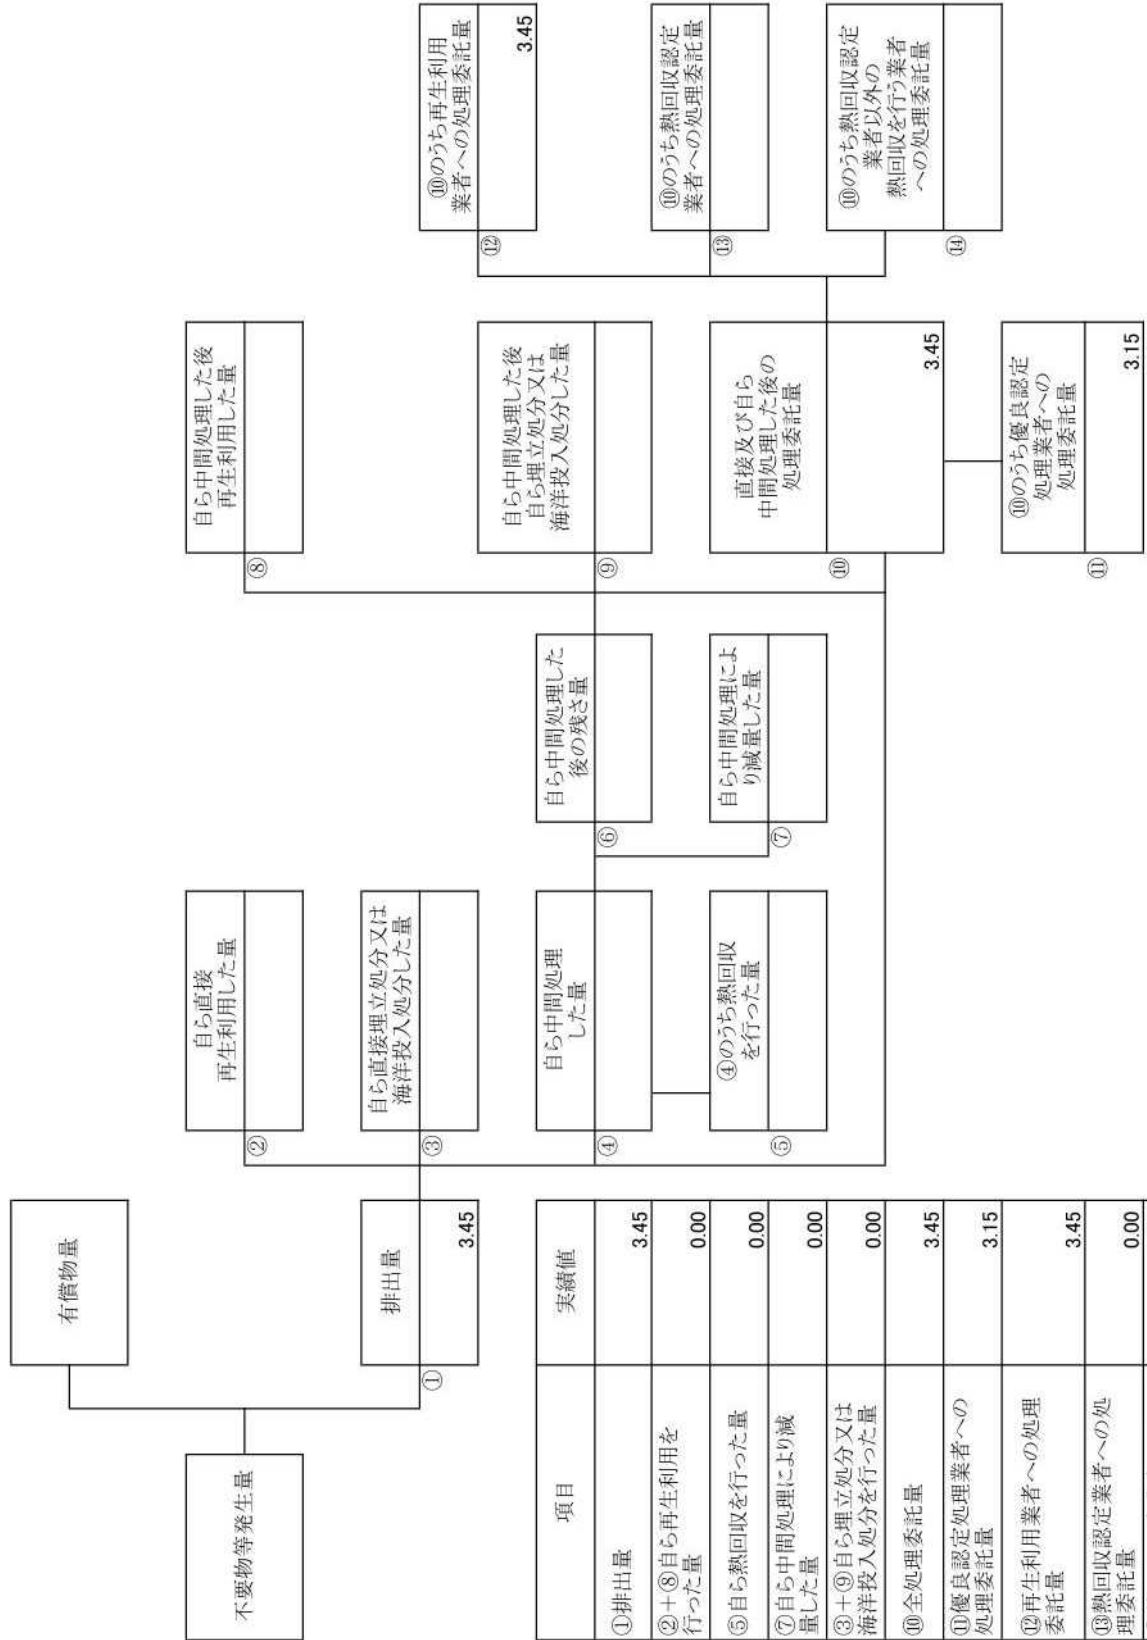 不要物等発生量
有償物量
排出量
①
3.45
自ら直接
再生利用した量
②
自ら直接埋立処分又は
海洋投入処分した量
③
自ら中間処理
した量
④
④のうち熱回収
を行った量
⑤
自ら中間処理した
後の残さ量
⑥
自ら中間処理によ
り減量した量
⑦
自ら中間処理した後
再生利用した量
⑧
自ら中間処理した後
自ら埋立処分又は
海洋投入処分した量
⑨
直接及び自ら
中間処理した後の
処理委託量
⑩
3.45
⑩のうち優良認定
処理業者への
処理委託量
⑪
3.15
⑩のうち再生利用
業者への処理委託量
⑫
3.45
⑩のうち熱回収認定
業者への処理委託量
⑬
⑩のうち熱回収認定
業者以外の
熱回収を行う業者
への処理委託量
⑭
項目 実績値
①排出量 3.45
②＋⑧自ら再生利用を
行った量 0.00
⑤自ら熱回収を行った量 0.00
⑦自ら中間処理により減
量した量 0.00
③＋⑨自ら埋立処分又は
海洋投入処分を行った量 0.00
⑩全処理委託量 3.45
⑪優良認定処理業者への
処理委託量 3.15
⑫再生利用業者への処理
委託量 3.45
⑬熱回収認定業者への処
理委託量 0.00